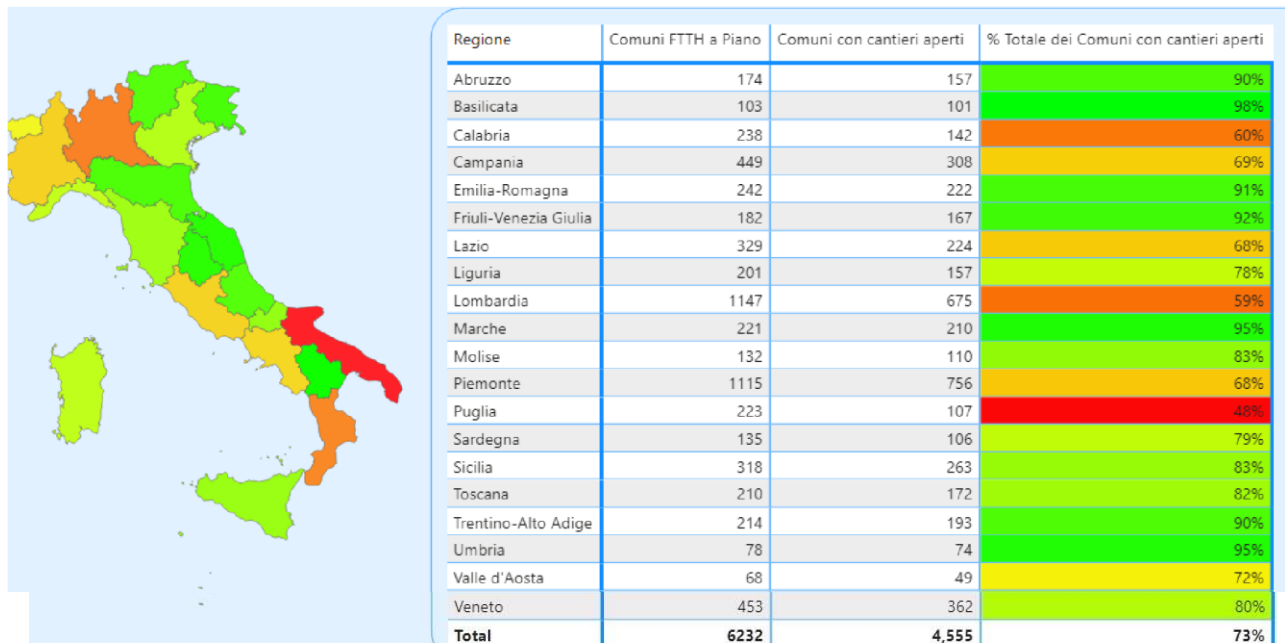 Regione Comuni FTTH a Piano Comuni con cantieri aperti % Totale dei Comuni con cantieri aperti
Abruzzo 174 157 90%
Basilicata 103 101 98%
Calabria 238 142 60%
Campania 449 308 69%
Emilia-Romagna 242 222 91%
Friuli-Venezia Giulia 182 167 92%
Lazio 329 224 68%
Liguria 201 157 78%
Lombardia 1147 675 59%
Marche 221 210 95%
Molise 132 110 83%
Piemonte 1115 756 68%
Puglia 223 107 48%
Sardegna 135 106 79%
Sicilia 318 263 83%
Toscana 210 172 82%
Trentino-Alto Adige 214 193 90%
Umbria 78 74 95%
Valle d'Aosta 68 49 72%
Veneto 453 362 80%
Total 6232 4,555 73%